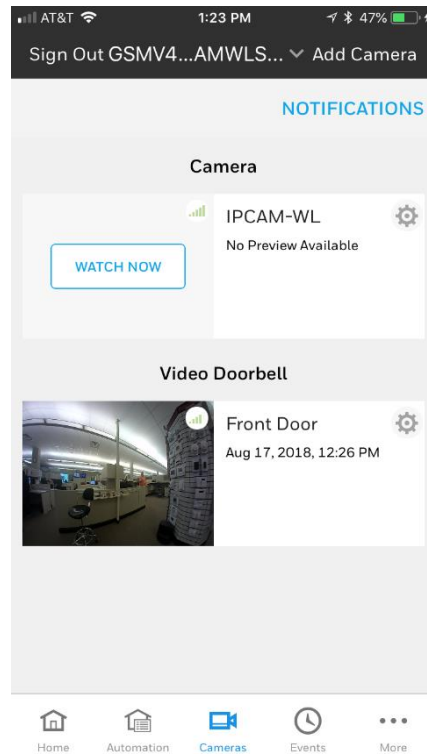 AT&T 1:23 PM 47%
Sign Out GSMV4...AMWLS... Add Camera
NOTIFICATIONS
Camera
IPCAM-WL
No Preview Available
WATCH NOW
Video Doorbell
Front Door
Aug 17, 2018, 12:26 PM
Home Automation Cameras Events More